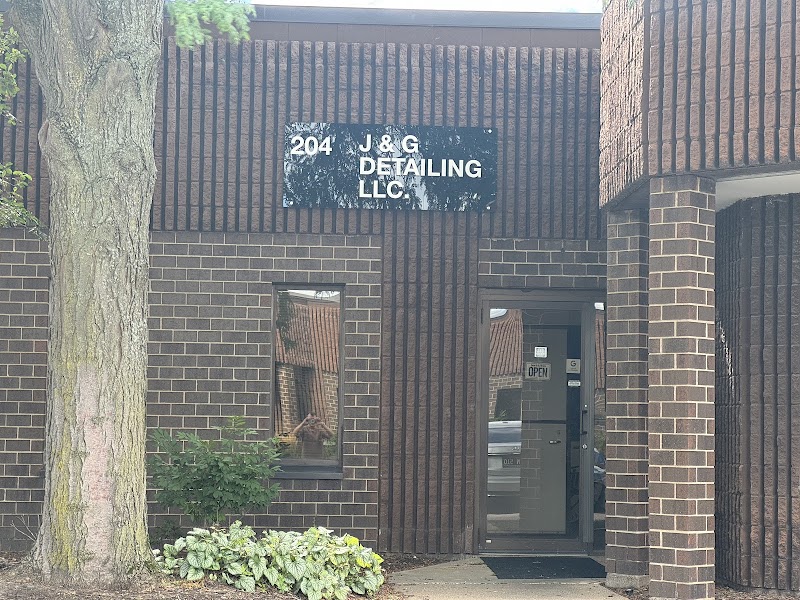 204 J & G
DETAILING
LLC.
OPEN
G